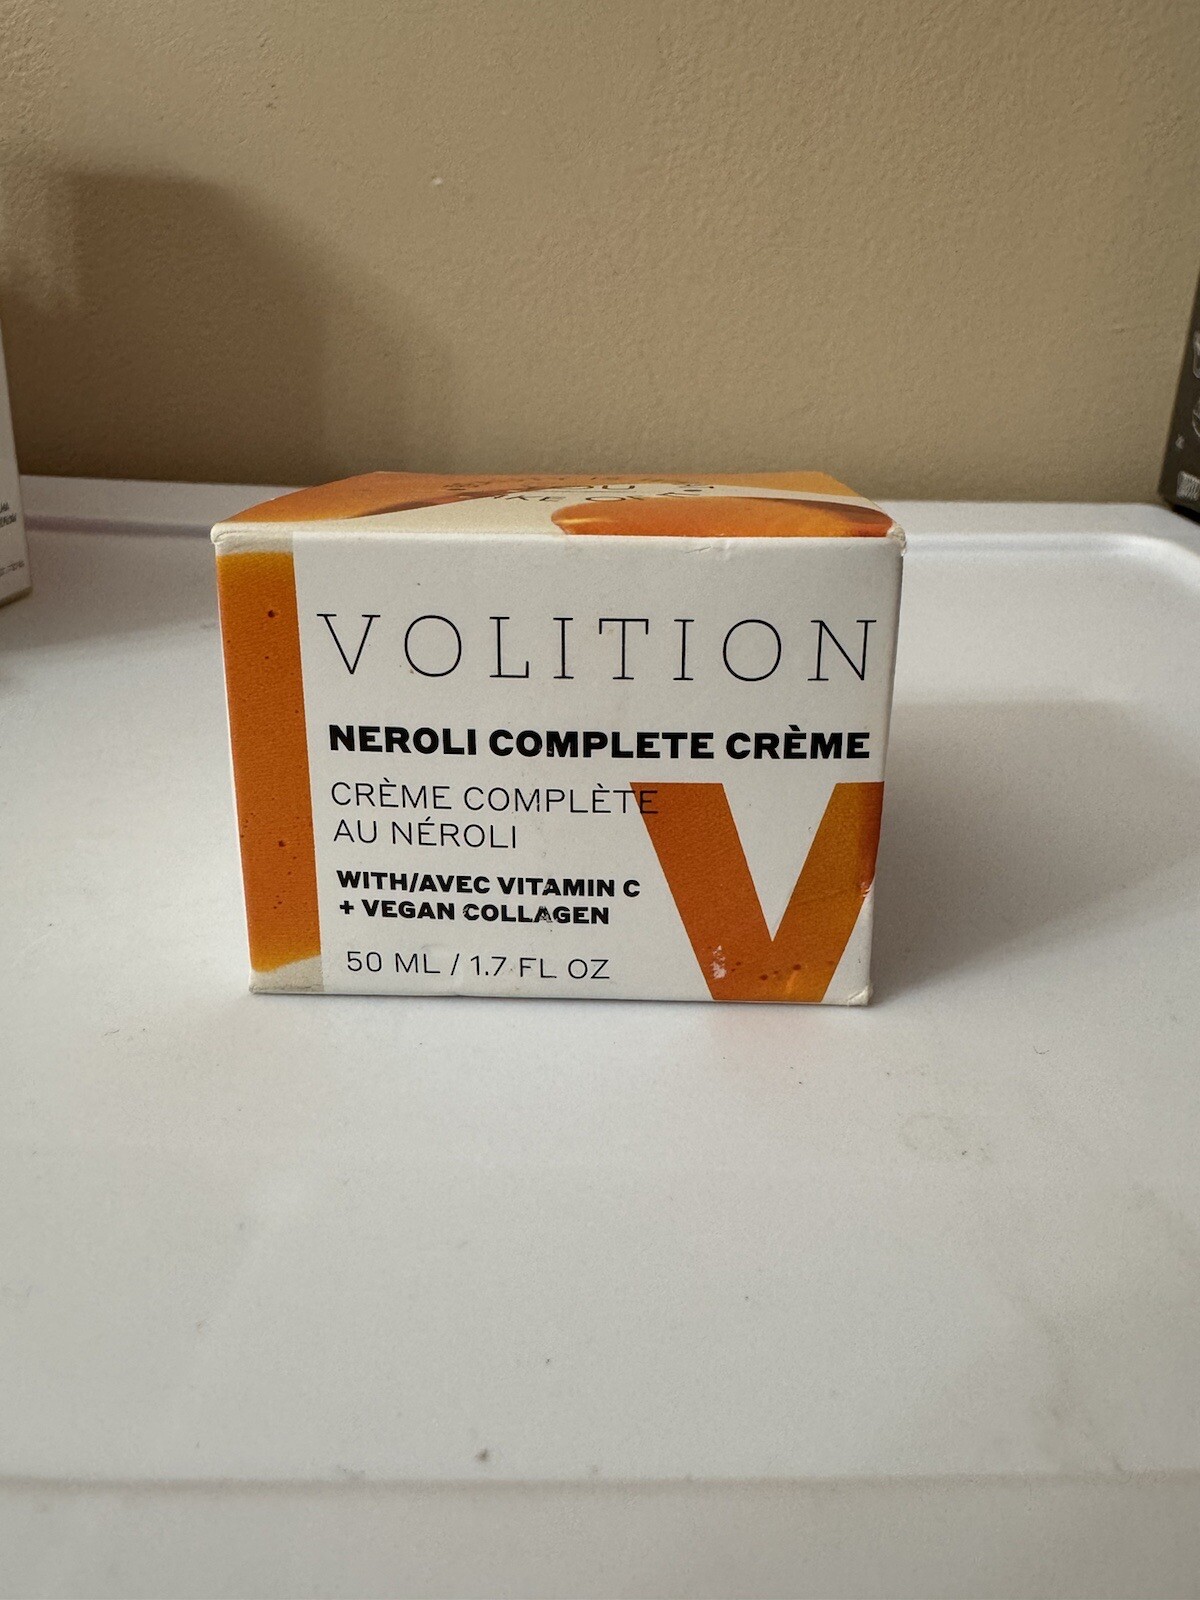 YOU
VOLITION
NEROLI COMPLETE CRÈME
CRÈME COMPLÈTE
AU NÉROLI
WITH/AVEC VITAMIN C
+ VEGAN COLLAGEN
50 ML / 1.7 FL OZ